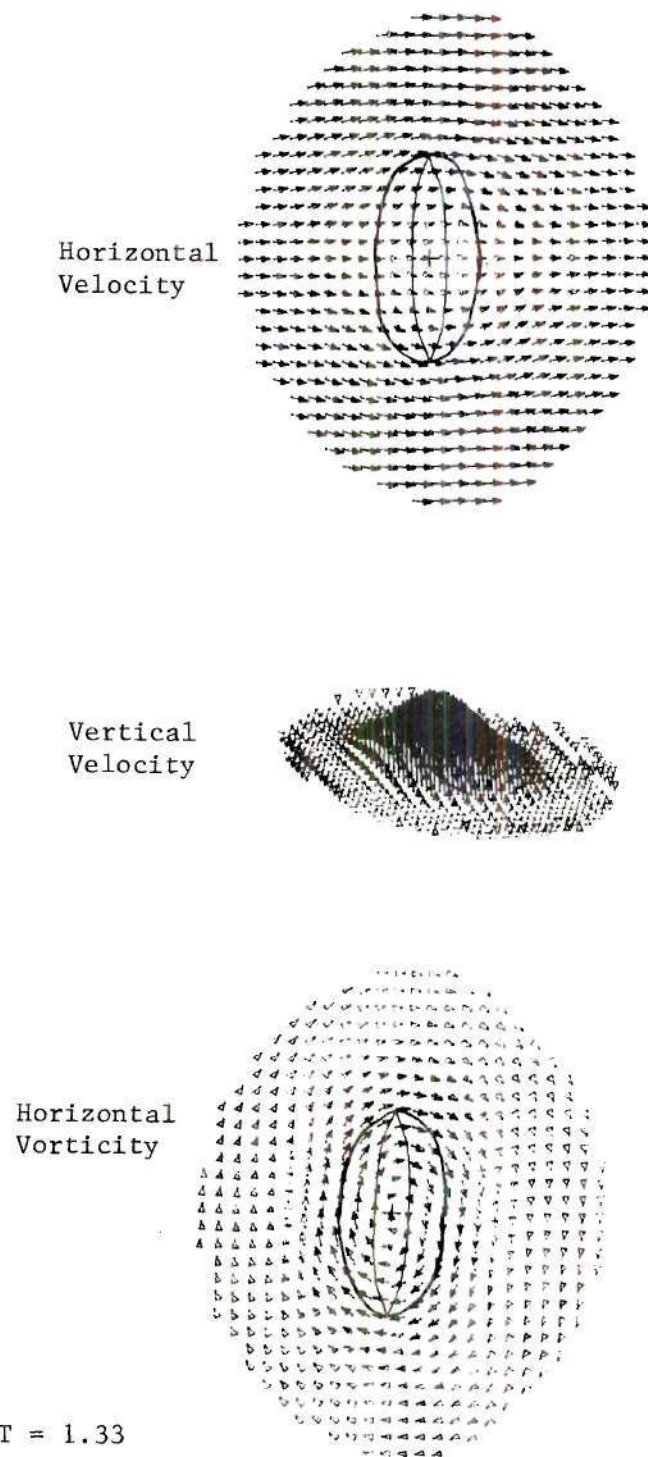 Horizontal
Velocity
Vertical
Velocity
Horizontal
Vorticity
T = 1.33